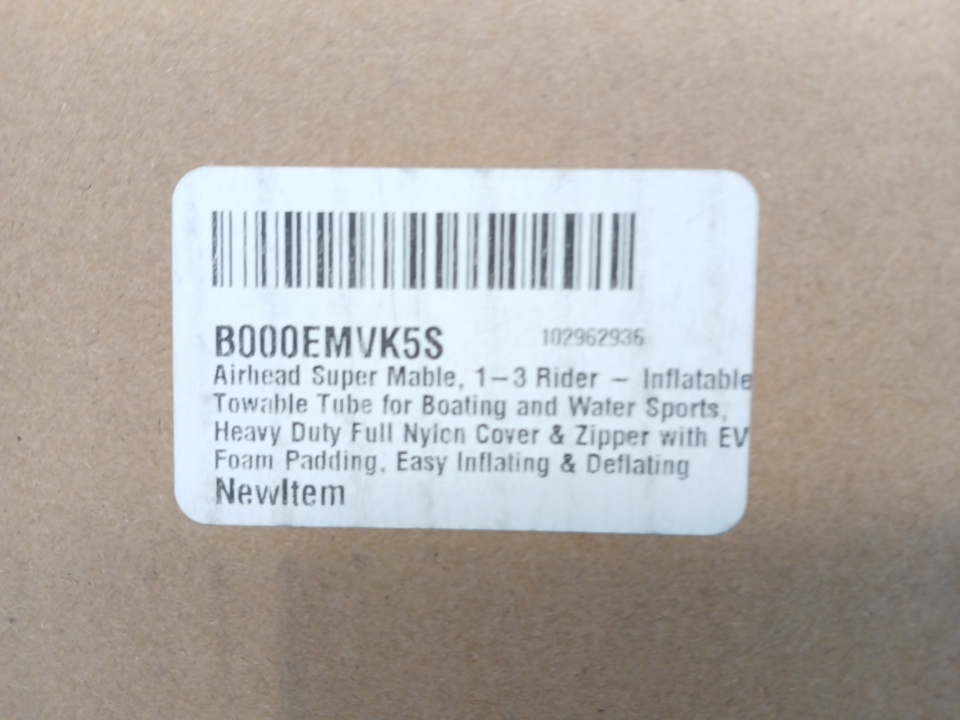 B000EMVK5S 102962936
Airhead Super Mable, 1-3 Rider - Inflatable
Towable Tube for Boating and Water Sports,
Heavy Duty Full Nylon Cover & Zipper with EV
Foam Padding, Easy Inflating & Deflating
NewItem